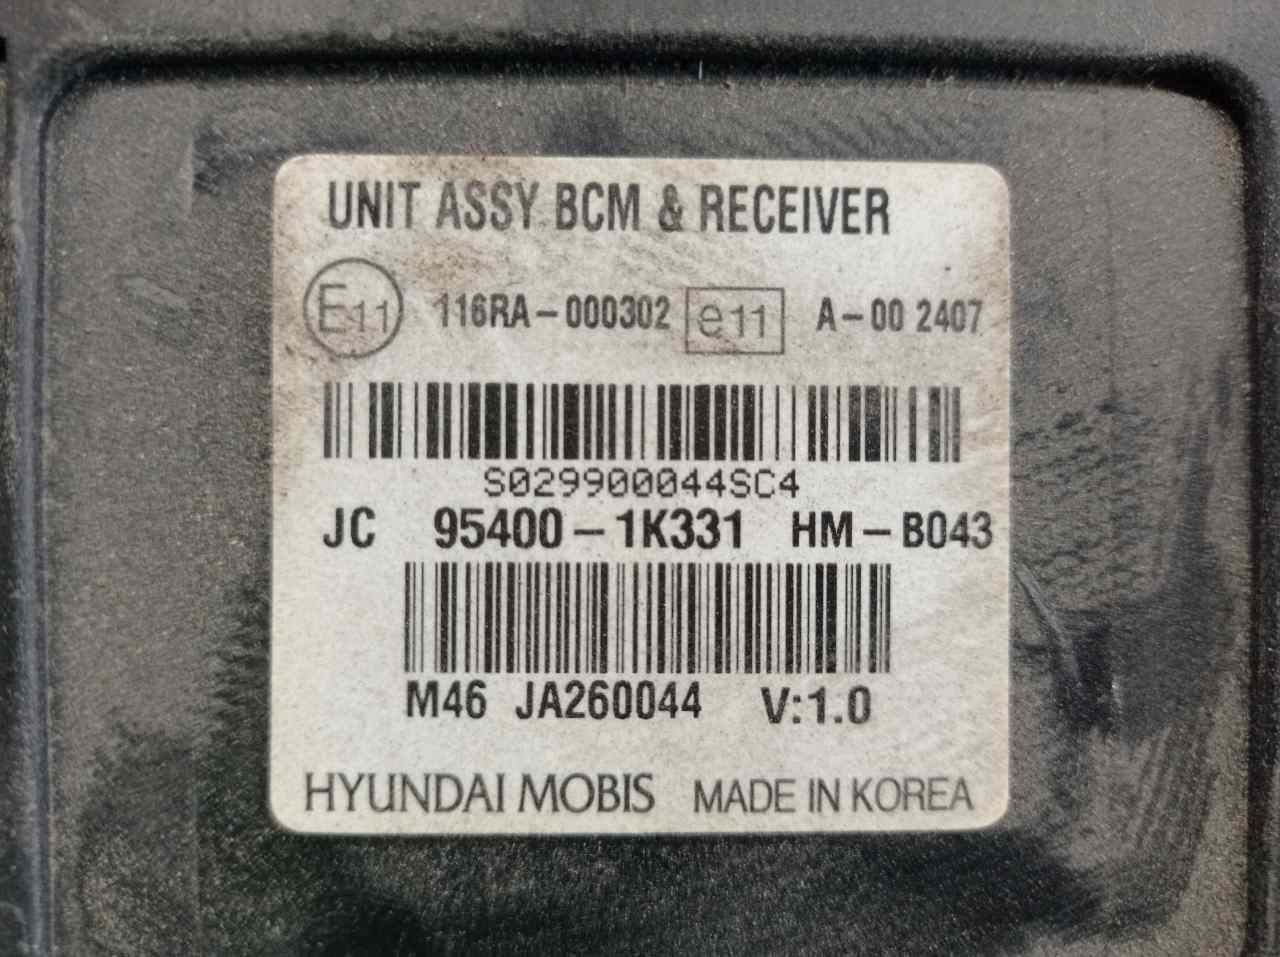 UNIT ASSY BCM & RECEIVER
E11 116RA-000302 e11 A-00 2407
S029900044SC4
JC 95400-1K331 HM-B043
M46 JA260044 V:1.0
HYUNDAI MOBIS MADE IN KOREA